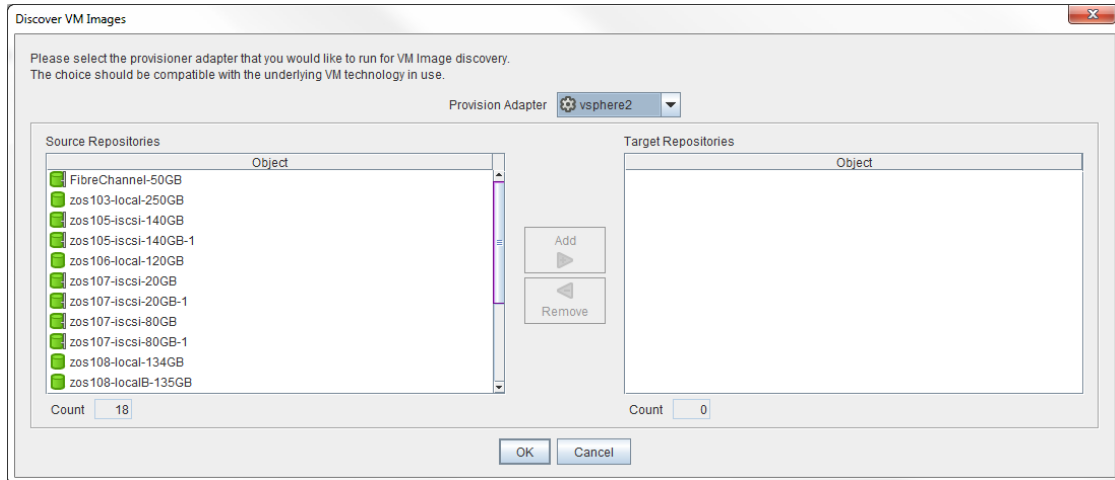 Discover VM Images
Please select the provisioner adapter that you would like to run for VM Image discovery.
The choice should be compatible with the underlying VM technology in use.
Provision Adapter vsphere2
Source Repositories
Object
FibreChannel-50GB
zos103-local-250GB
zos105-iscsi-140GB
zos105-iscsi-140GB-1
zos106-local-120GB
zos107-iscsi-20GB
zos107-iscsi-20GB-1
zos107-iscsi-80GB
zos107-iscsi-80GB-1
zos108-local-134GB
zos108-localB-135GB
Count 18
Add
Remove
Target Repositories
Object
Count 0
OK Cancel